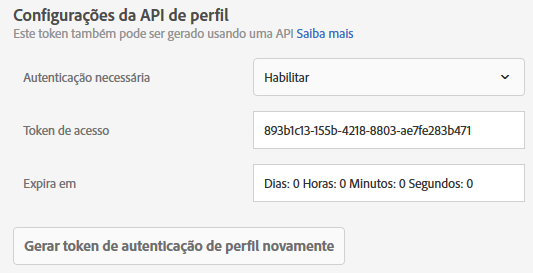 Configurações da API de perfil
Este token também pode ser gerado usando uma API Saiba mais
Autenticação necessária
Habilitar
Token de acesso
893b1c13-155b-4218-8803-ae7fe283b471
Expira em
Dias: 0 Horas: 0 Minutos: 0 Segundos: 0
Gerar token de autenticação de perfil novamente